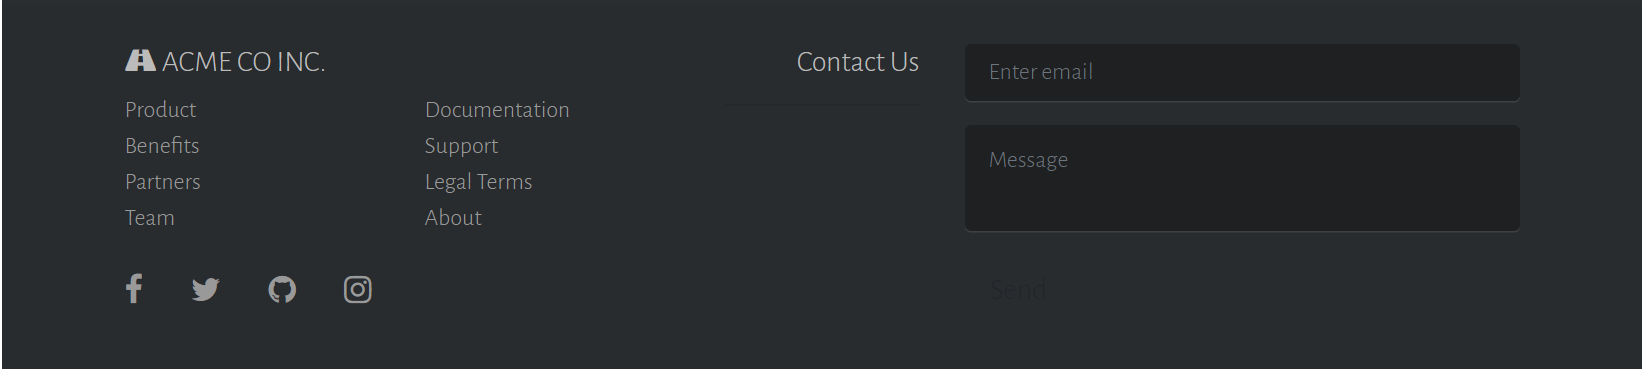 ACME CO INC.
Product
Benefits
Partners
Team
Documentation
Support
Legal Terms
About
Contact Us
Enter email
Message
Send